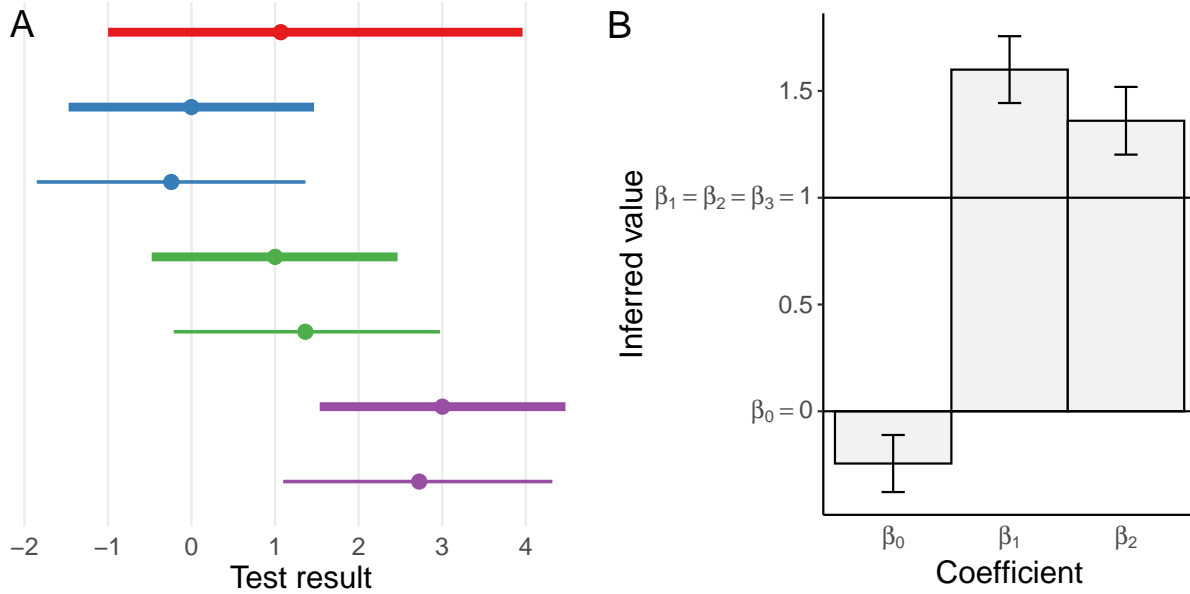 A
−2 −1 0 1 2 3 4
Test result
B
1.5
β₁ = β₂ = β₃ = 1
0.5
β₀ = 0
Inferred value
β₀ β₁ β₂
Coefficient